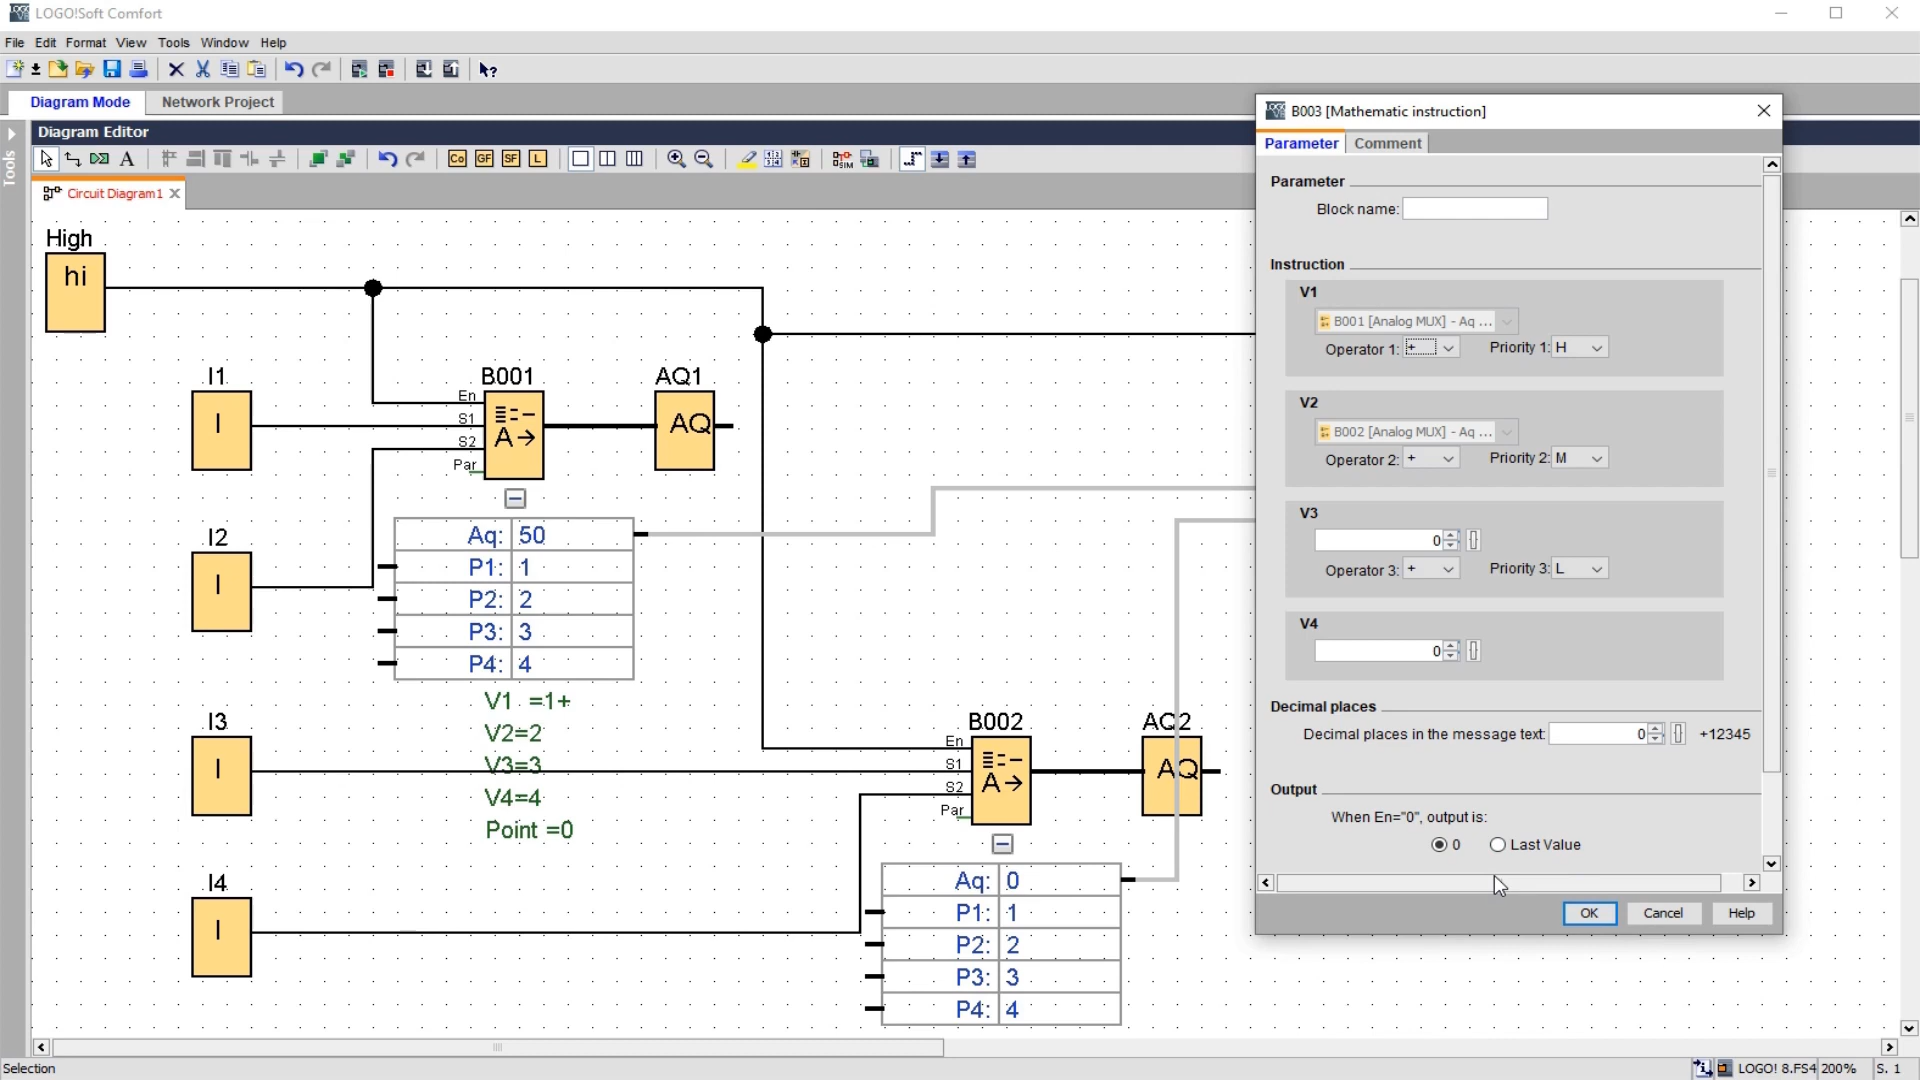 LOGO!Soft Comfort
File Edit Format View Tools Window Help
Diagram Mode Network Project
Tools
Diagram Editor
Co GF SF L
Circuit Diagram1
High
hi
I1
I
B001
En
S1
S2
Par
A→
AQ1
AQ
I2
I
Aq: 50
P1: 1
P2: 2
P3: 3
P4: 4
V1 =1+
V2=2
V3=3
V4=4
Point =0
I3
I
B002
En
S1
S2
Par
A→
AQ2
AQ
I4
I
Aq: 0
P1: 1
P2: 2
P3: 3
P4: 4
B003 [Mathematic instruction]
Parameter Comment
Parameter
Block name:
Instruction
V1
B001 [Analog MUX] - Aq ...
Operator 1: + Priority 1: H
V2
B002 [Analog MUX] - Aq ...
Operator 2: + Priority 2: M
V3
0
Operator 3: + Priority 3: L
V4
0
Decimal places
Decimal places in the message text: 0 +12345
Output
When En="0", output is:
0 Last Value
OK Cancel Help
Selection
LOGO! 8.FS4 200% S. 1